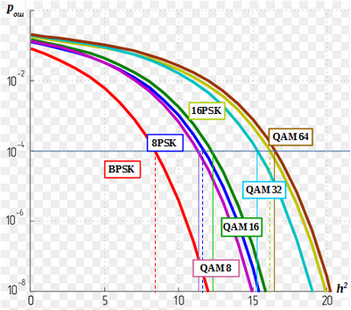 Pош
10⁻²
16PSK
QAM 64
10⁻⁴
8PSK
BPSK
QAM 32
10⁻⁶
QAM 16
QAM 8
10⁻⁸
0 5 10 15 20 h²